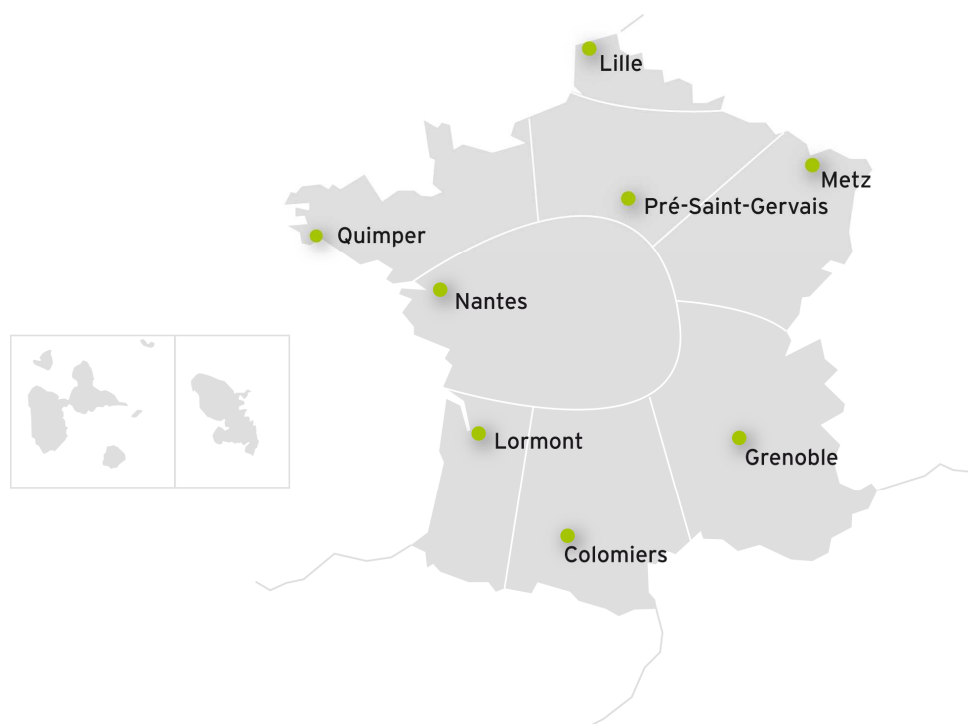 Lille
Metz
Pré-Saint-Gervais
Quimper
Nantes
Lormont
Grenoble
Colomiers